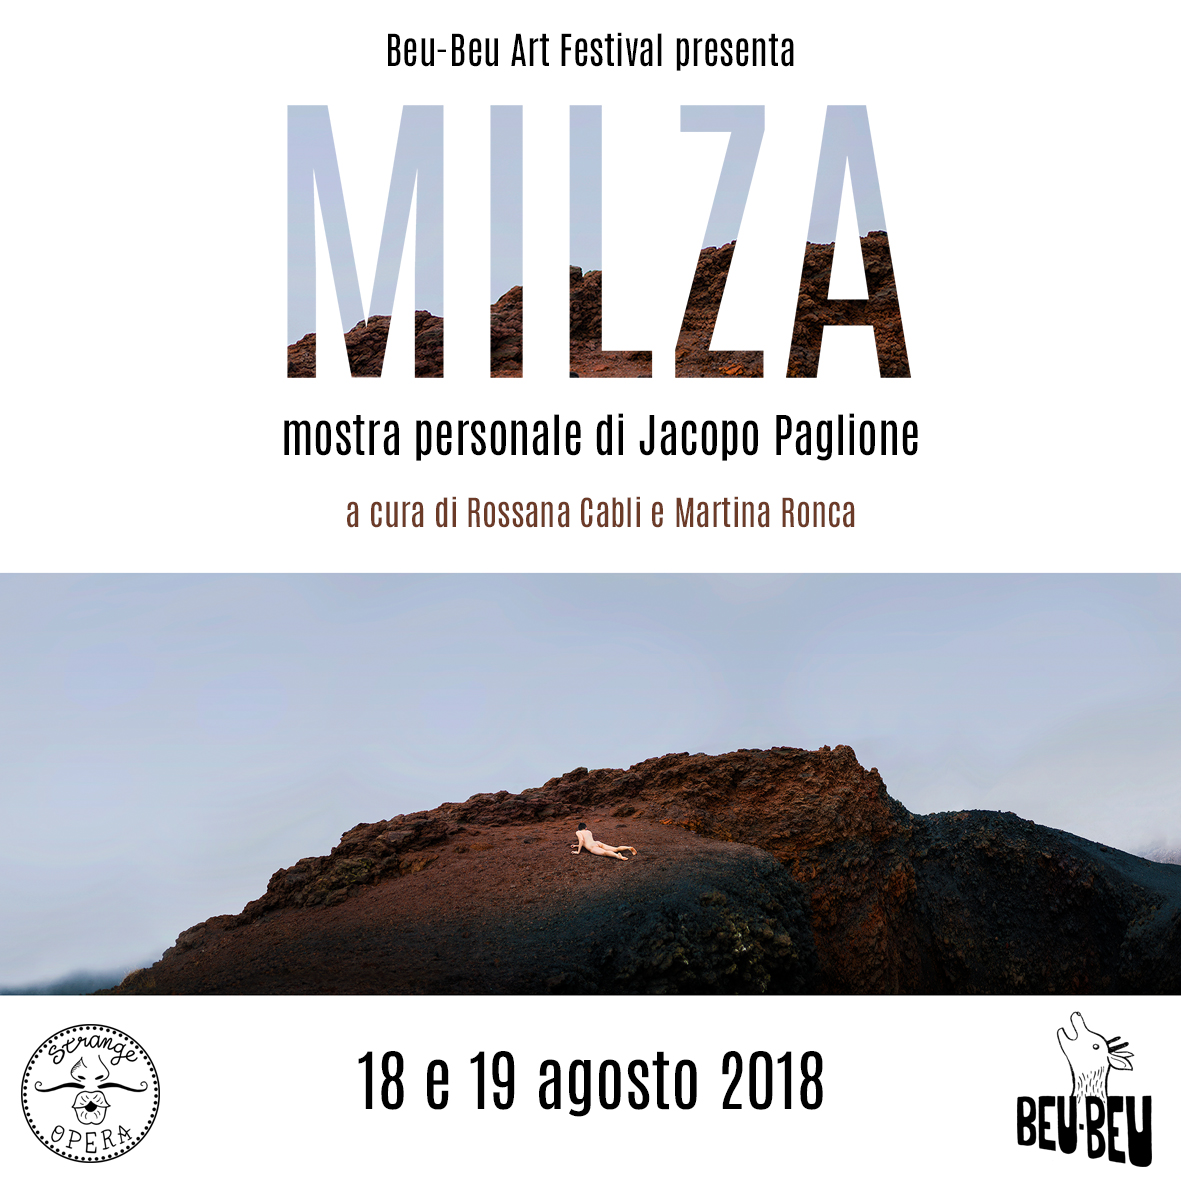 Beu-Beu Art Festival presenta
MILZA
mostra personale di Jacopo Paglione
a cura di Rossana Cabli e Martina Ronca
Strange
OPERA
18 e 19 agosto 2018
BEU-BEU